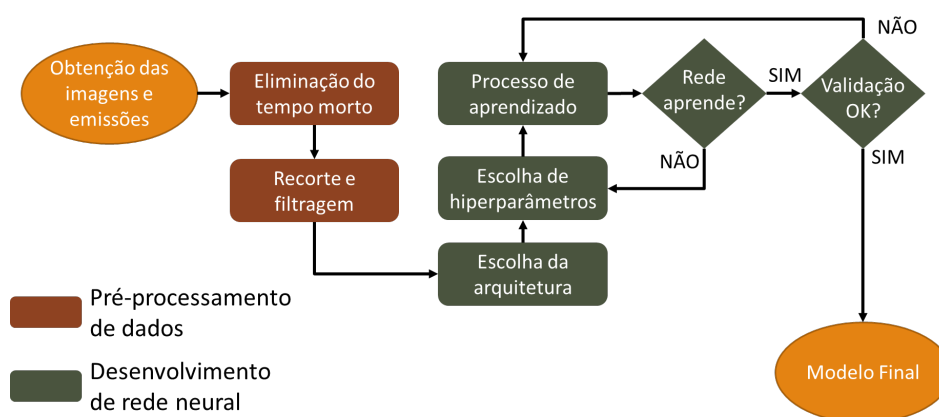 Obtenção das
imagens e
emissões
Eliminação do
tempo morto
Recorte e
filtragem
Escolha da
arquitetura
Escolha de
hiperparâmetros
Processo de
aprendizado
Rede
aprende?
NÃO
SIM
Validação
OK?
NÃO
SIM
Modelo Final
Pré-processamento
de dados
Desenvolvimento
de rede neural